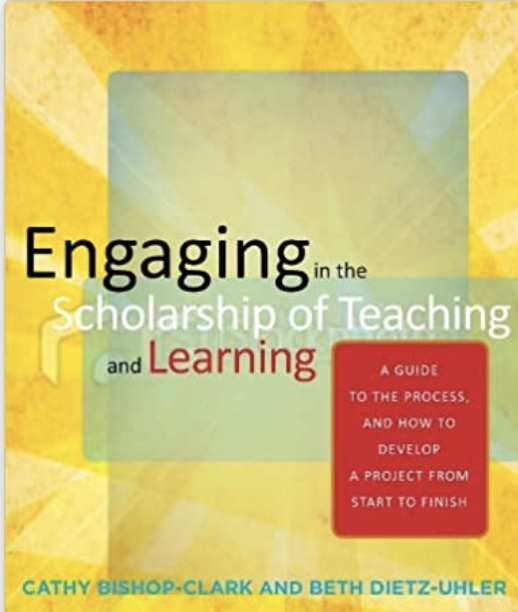 Engaging in the
Scholarship of Teaching
and Learning
A GUIDE
TO THE PROCESS,
AND HOW TO
DEVELOP
A PROJECT FROM
START TO FINISH
CATHY BISHOP-CLARK AND BETH DIETZ-UHLER